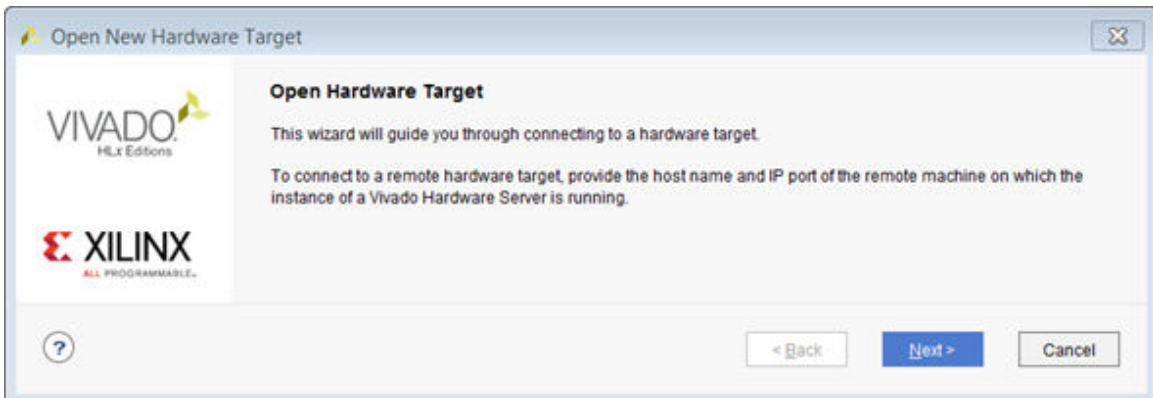 Open New Hardware Target
VIVADO.
HLx Editions
Open Hardware Target
This wizard will guide you through connecting to a hardware target.
To connect to a remote hardware target, provide the host name and IP port of the remote machine on which the
instance of a Vivado Hardware Server is running.
XILINX
ALL PROGRAMMABLE™
?
< Back
Next >
Cancel